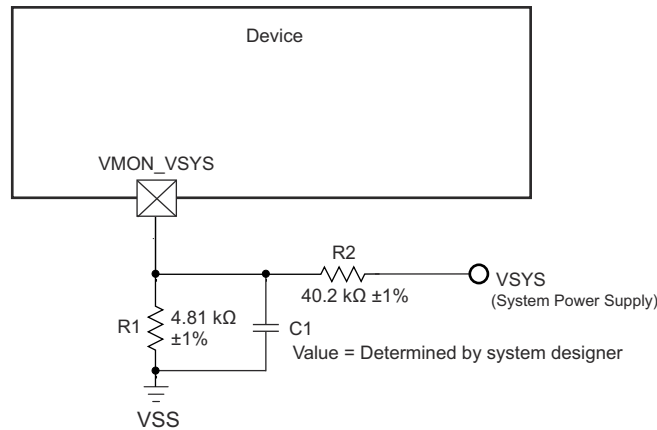 Device
VMON_VSYS
R2
40.2 kΩ ±1%
VSYS
(System Power Supply)
R1
4.81 kΩ
±1%
C1
Value = Determined by system designer
VSS